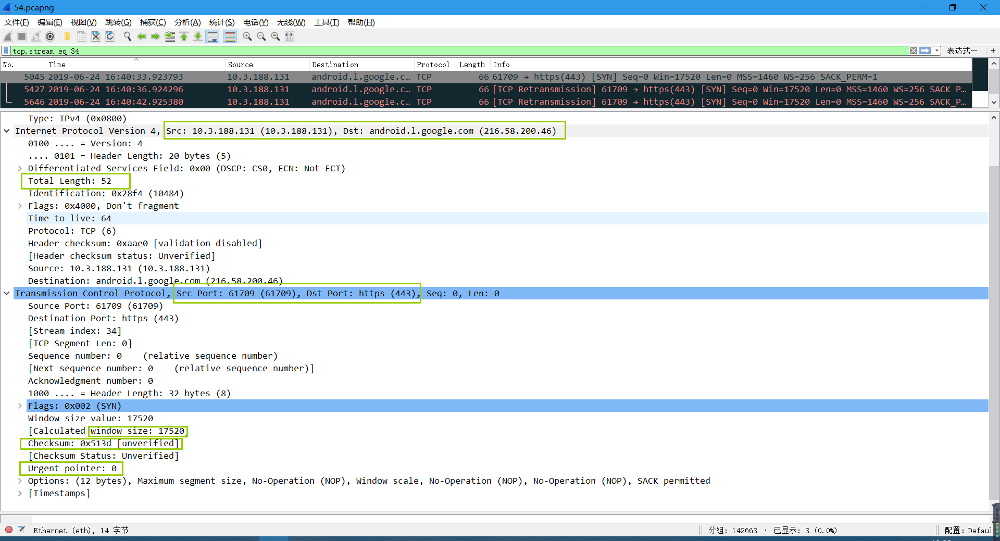 54.pcapng
文件(F) 编辑(E) 视图(V) 跳转(G) 捕获(C) 分析(A) 统计(S) 电话(Y) 无线(W) 工具(T) 帮助(H)
tcp.stream eq 34 表达式… +
No. Time Source Destination Protocol Length Info
5045 2019-06-24 16:40:33.923793 10.3.188.131 android.l.google.c… TCP 66 61709 → https(443) [SYN] Seq=0 Win=17520 Len=0 MSS=1460 WS=256 SACK_PERM=1
5427 2019-06-24 16:40:36.924296 10.3.188.131 android.l.google.c… TCP 66 [TCP Retransmission] 61709 → https(443) [SYN] Seq=0 Win=17520 Len=0 MSS=1460 WS=256 SACK_P…
5646 2019-06-24 16:40:42.925380 10.3.188.131 android.l.google.c… TCP 66 [TCP Retransmission] 61709 → https(443) [SYN] Seq=0 Win=17520 Len=0 MSS=1460 WS=256 SACK_P…
Type: IPv4 (0x0800)
Internet Protocol Version 4, Src: 10.3.188.131 (10.3.188.131), Dst: android.l.google.com (216.58.200.46)
0100 .... = Version: 4
.... 0101 = Header Length: 20 bytes (5)
Differentiated Services Field: 0x00 (DSCP: CS0, ECN: Not-ECT)
Total Length: 52
Identification: 0x28f4 (10484)
Flags: 0x4000, Don't fragment
Time to live: 64
Protocol: TCP (6)
Header checksum: 0xaae0 [validation disabled]
[Header checksum status: Unverified]
Source: 10.3.188.131 (10.3.188.131)
Destination: android.l.google.com (216.58.200.46)
Transmission Control Protocol, Src Port: 61709 (61709), Dst Port: https (443), Seq: 0, Len: 0
Source Port: 61709 (61709)
Destination Port: https (443)
[Stream index: 34]
[TCP Segment Len: 0]
Sequence number: 0 (relative sequence number)
[Next sequence number: 0 (relative sequence number)]
Acknowledgment number: 0
1000 .... = Header Length: 32 bytes (8)
Flags: 0x002 (SYN)
Window size value: 17520
[Calculated window size: 17520]
Checksum: 0x513d [unverified]
[Checksum Status: Unverified]
Urgent pointer: 0
Options: (12 bytes), Maximum segment size, No-Operation (NOP), Window scale, No-Operation (NOP), No-Operation (NOP), SACK permitted
[Timestamps]
Ethernet (eth), 14 字节 分组: 142663 · 已显示: 3 (0.0%) 配置: Defaul